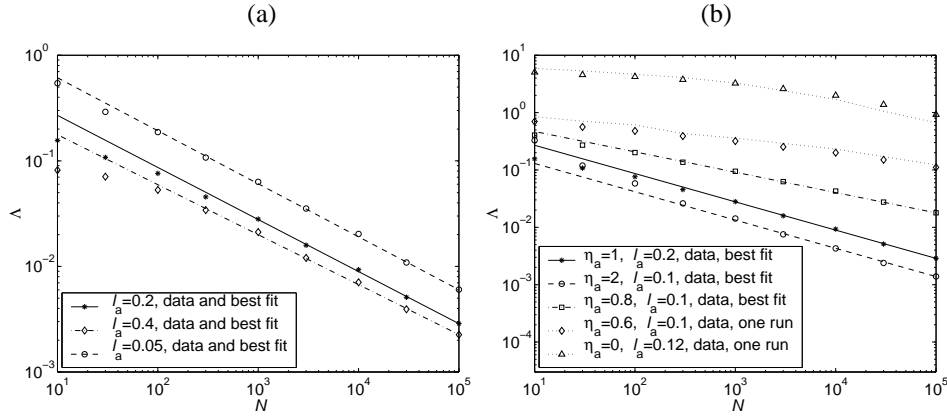 (a)
10^0
10^-1
10^-2
10^-3
Λ
l_a=0.2, data and best fit
l_a=0.4, data and best fit
l_a=0.05, data and best fit
10^1 10^2 10^3 10^4 10^5
N
(b)
10^1
10^0
10^-1
10^-2
10^-3
10^-4
Λ
η_a=1, l_a=0.2, data, best fit
η_a=2, l_a=0.1, data, best fit
η_a=0.8, l_a=0.1, data, best fit
η_a=0.6, l_a=0.1, data, one run
η_a=0, l_a=0.12, data, one run
10^1 10^2 10^3 10^4 10^5
N